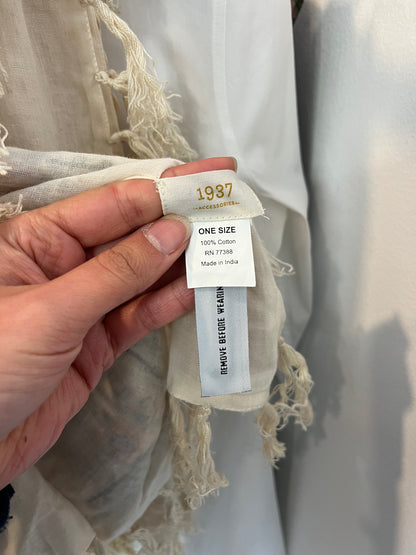 1937
ACCESSORIES
ONE SIZE
100% Cotton
RN 77388
Made in India
REMOVE BEFORE WEARING